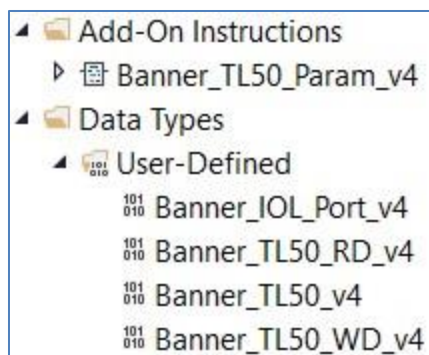 Add-On Instructions
Banner_TL50_Param_v4
Data Types
User-Defined
Banner_IOL_Port_v4
Banner_TL50_RD_v4
Banner_TL50_v4
Banner_TL50_WD_v4